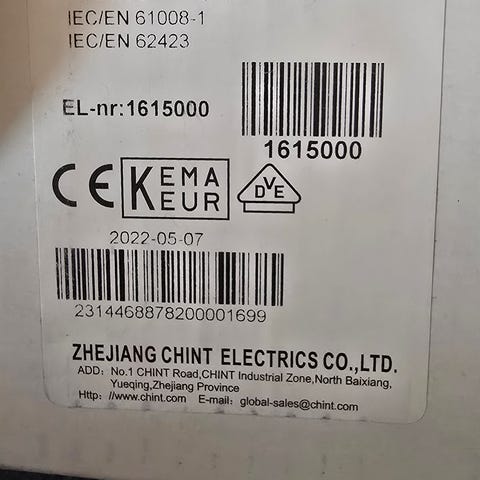 IEC/EN 61008-1
IEC/EN 62423
EL-nr:1615000
1615000
CE KEMA EUR DVE
2022-05-07
2314468878200001699
ZHEJIANG CHINT ELECTRICS CO.,LTD.
ADD: No.1 CHINT Road,CHINT Industrial Zone,North Baixiang,
Yueqing,Zhejiang Province
Http: //www.chint.com E-mail: global-sales@chint.com